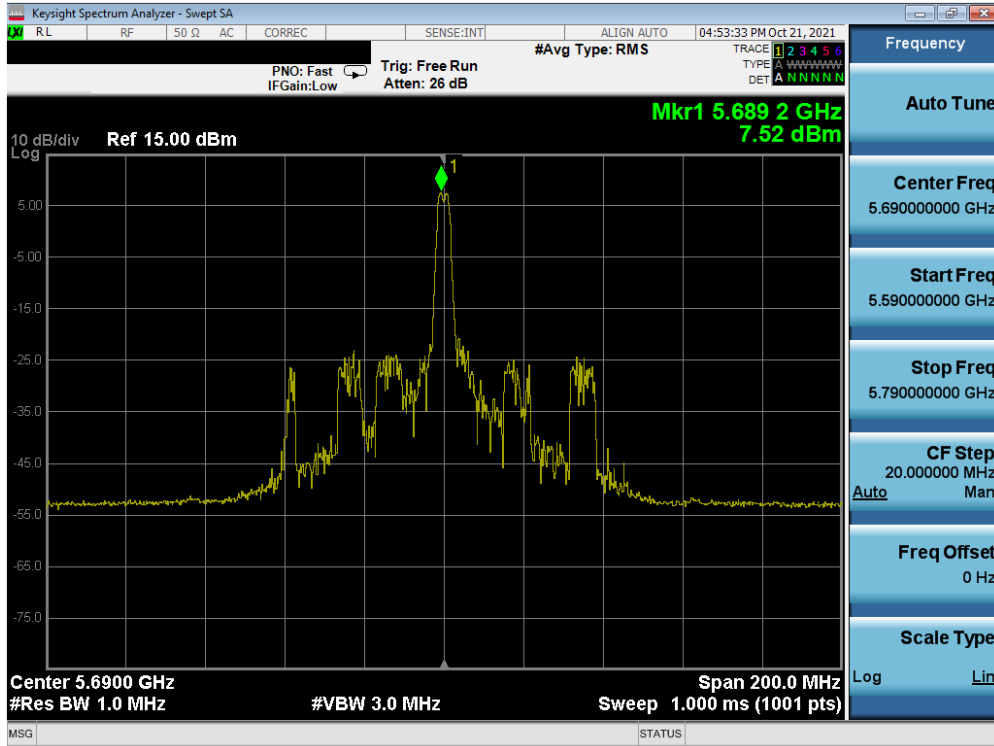 Keysight Spectrum Analyzer - Swept SA
LXI RL RF 50 Ω AC CORREC SENSE:INT ALIGN AUTO 04:53:33 PM Oct 21, 2021
#Avg Type: RMS
TRACE 1 2 3 4 5 6
PNO: Fast Trig: Free Run TYPE A WWWWW
IFGain:Low Atten: 26 dB DET A N N N N N
Mkr1 5.689 2 GHz
7.52 dBm
10 dB/div Ref 15.00 dBm
Log
1
5.00
-5.00
-15.0
-25.0
-35.0
-45.0
-55.0
-65.0
-75.0
Center 5.6900 GHz Span 200.0 MHz
#Res BW 1.0 MHz #VBW 3.0 MHz Sweep 1.000 ms (1001 pts)
MSG STATUS
Frequency
Auto Tune
Center Freq
5.690000000 GHz
Start Freq
5.590000000 GHz
Stop Freq
5.790000000 GHz
CF Step
20.000000 MHz
Auto Man
Freq Offset
0 Hz
Scale Type
Log Lin